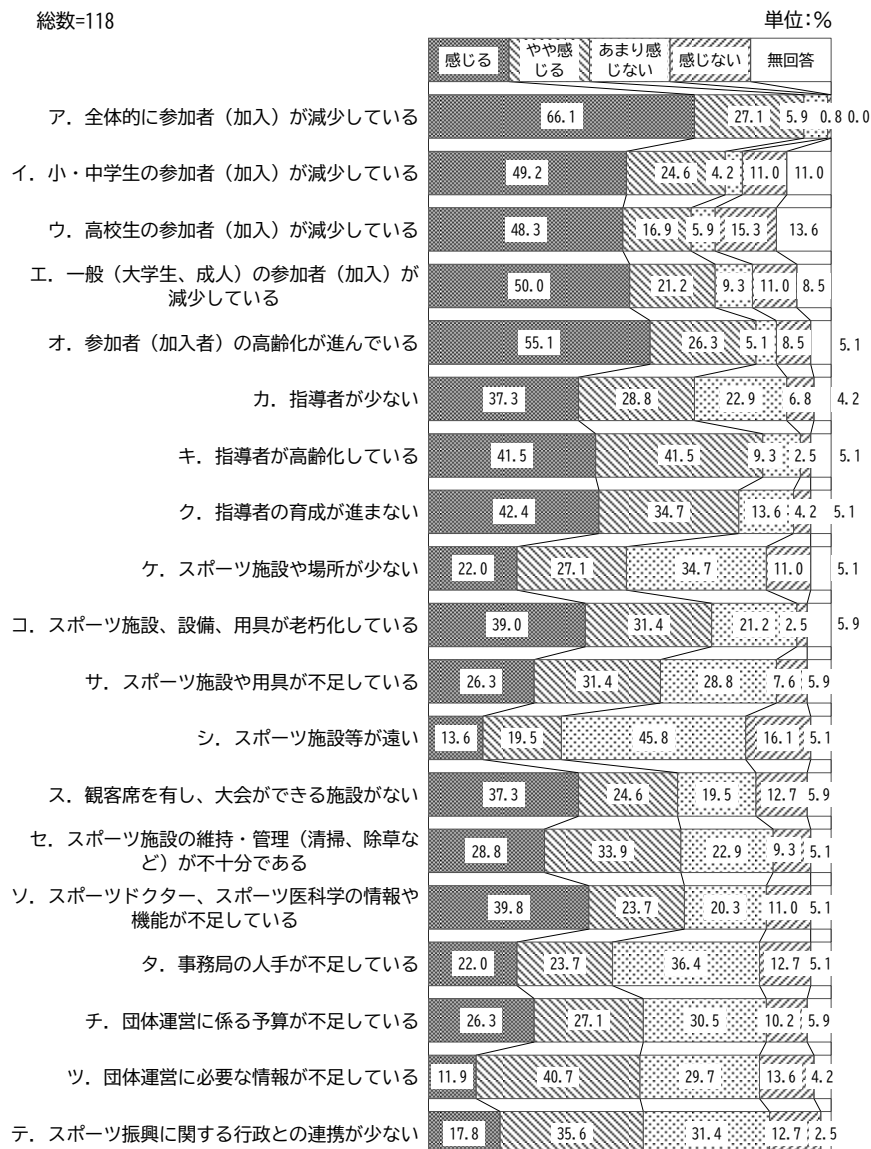 総数=118
単位：％
感じる
やや感
じる
あまり感
じない
感じない
無回答
ア．全体的に参加者（加入）が減少している
66.1 27.1 5.9 0.8 0.0
イ．小・中学生の参加者（加入）が減少している
49.2 24.6 4.2 11.0 11.0
ウ．高校生の参加者（加入）が減少している
48.3 16.9 5.9 15.3 13.6
エ．一般（大学生、成人）の参加者（加入）が
減少している
50.0 21.2 9.3 11.0 8.5
オ．参加者（加入者）の高齢化が進んでいる
55.1 26.3 5.1 8.5 5.1
カ．指導者が少ない
37.3 28.8 22.9 6.8 4.2
キ．指導者が高齢化している
41.5 41.5 9.3 2.5 5.1
ク．指導者の育成が進まない
42.4 34.7 13.6 4.2 5.1
ケ．スポーツ施設や場所が少ない
22.0 27.1 34.7 11.0 5.1
コ．スポーツ施設、設備、用具が老朽化している
39.0 31.4 21.2 2.5 5.9
サ．スポーツ施設や用具が不足している
26.3 31.4 28.8 7.6 5.9
シ．スポーツ施設等が遠い
13.6 19.5 45.8 16.1 5.1
ス．観客席を有し、大会ができる施設がない
37.3 24.6 19.5 12.7 5.9
セ．スポーツ施設の維持・管理（清掃、除草な
ど）が不十分である
28.8 33.9 22.9 9.3 5.1
ソ．スポーツドクター、スポーツ医科学の情報や
機能が不足している
39.8 23.7 20.3 11.0 5.1
タ．事務局の人手が不足している
22.0 23.7 36.4 12.7 5.1
チ．団体運営に係る予算が不足している
26.3 27.1 30.5 10.2 5.9
ツ．団体運営に必要な情報が不足している
11.9 40.7 29.7 13.6 4.2
テ．スポーツ振興に関する行政との連携が少ない
17.8 35.6 31.4 12.7 2.5